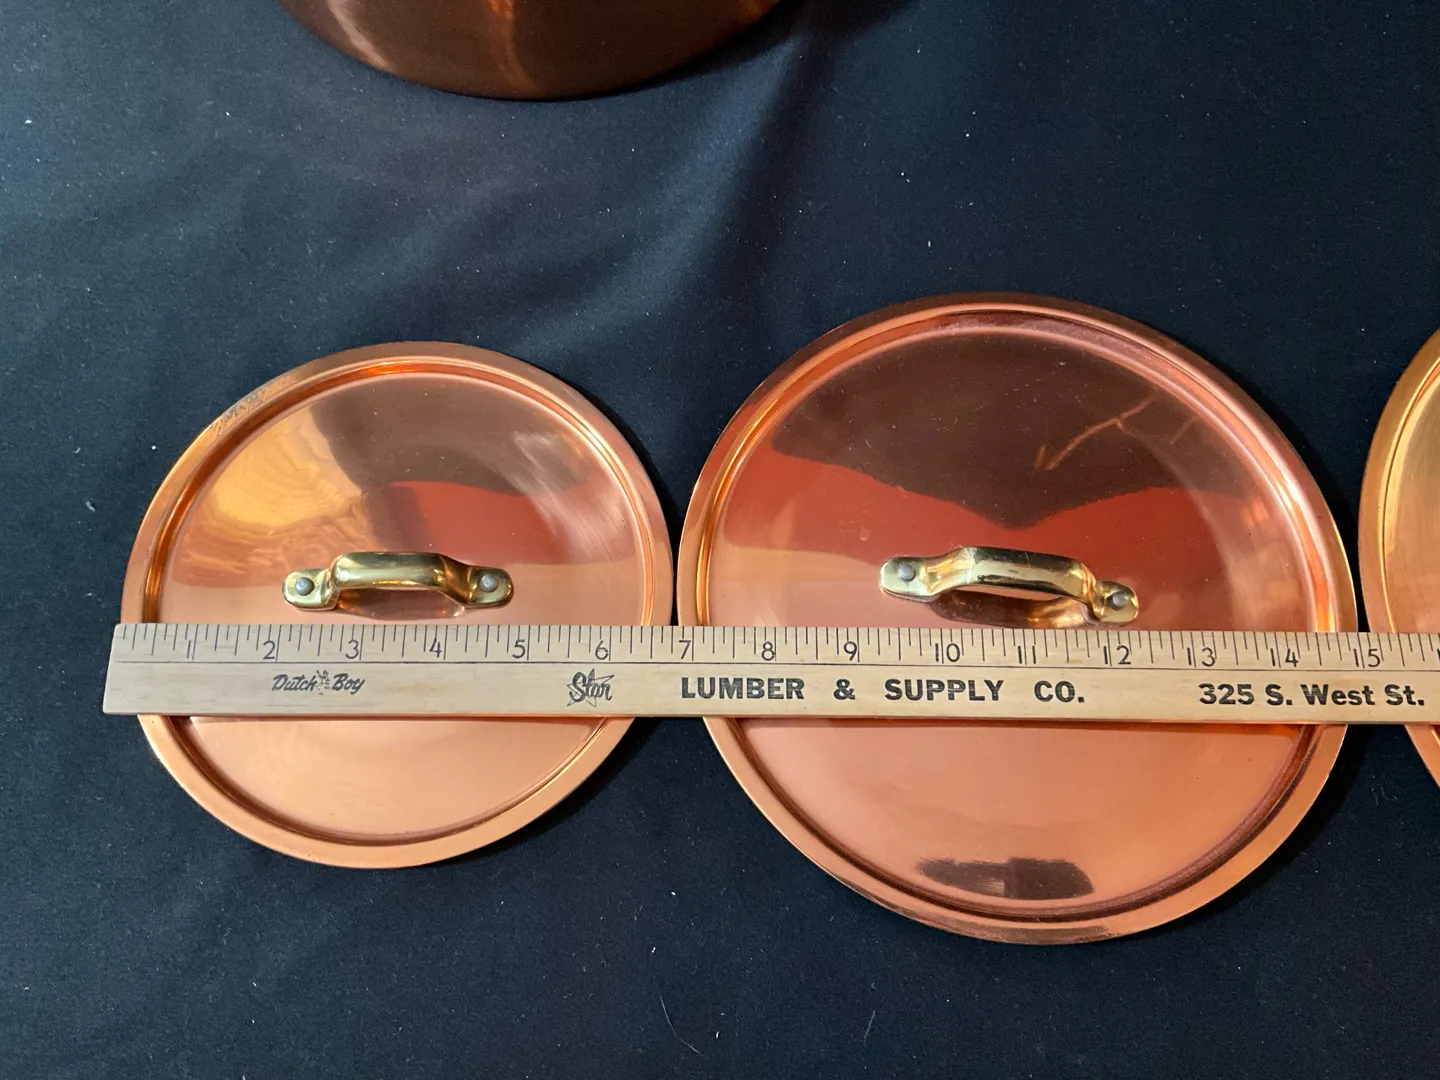 1 2 3 4 5 6 7 8 9 10 11 12 13 14 15
Dutch Boy Star LUMBER & SUPPLY CO. 325 S. West St.